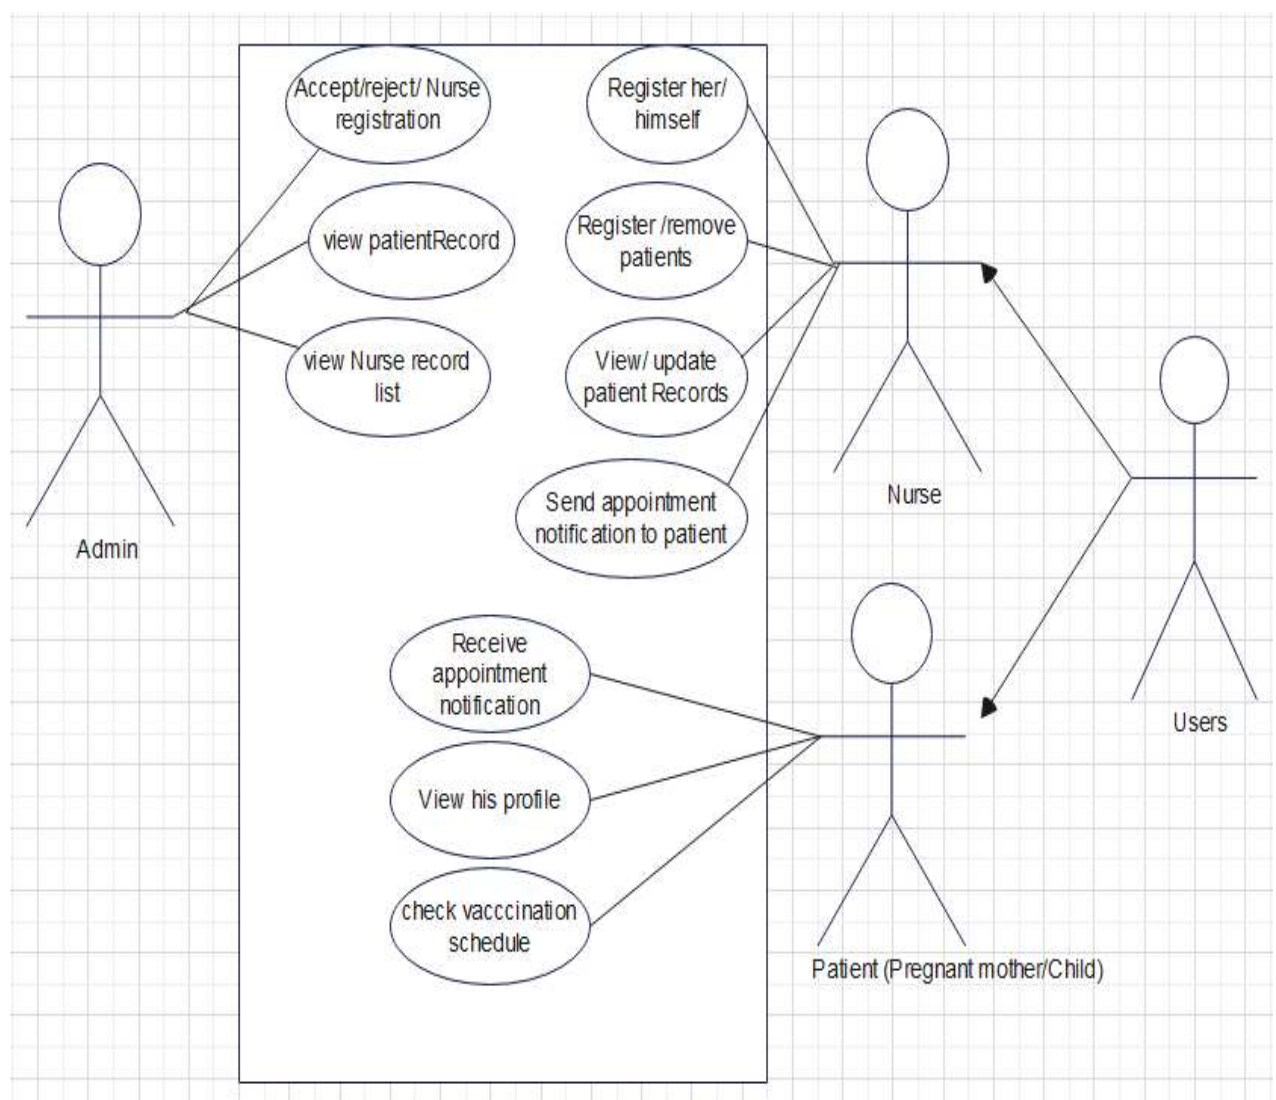 Accept/reject/ Nurse
registration
Register her/
himself
view patientRecord
Register /remove
patients
view Nurse record
list
View/ update
patient Records
Send appointment
notification to patient
Nurse
Admin
Receive
appointment
notification
View his profile
check vacccination
schedule
Users
Patient (Pregnant mother/Child)